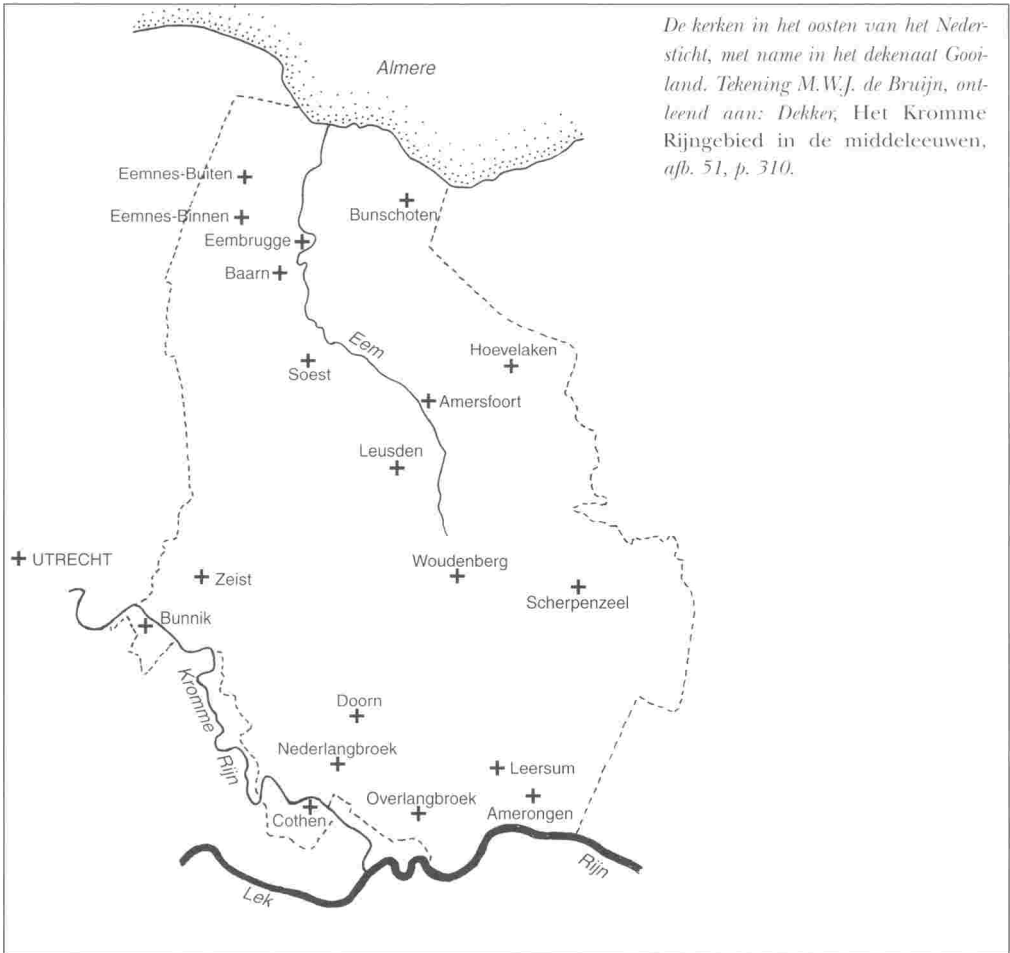 De kerken in het oosten van het Neder-
sticht, met name in het dekenaat Gooi-
land. Tekening M.W.J. de Bruijn, ont-
leend aan: Dekker, Het Kromme
Rijngebied in de middeleeuwen,
afb. 51, p. 310.
Almere
Eemnes-Buiten
Bunschoten
Eemnes-Binnen
Eembrugge
Baarn
Eem
Hoevelaken
Soest
Amersfoort
Leusden
UTRECHT
Woudenberg
Zeist
Scherpenzeel
Bunnik
Kromme
Rijn
Doorn
Nederlangbroek
Leersum
Overlangbroek
Amerongen
Cothen
Rijn
Lek